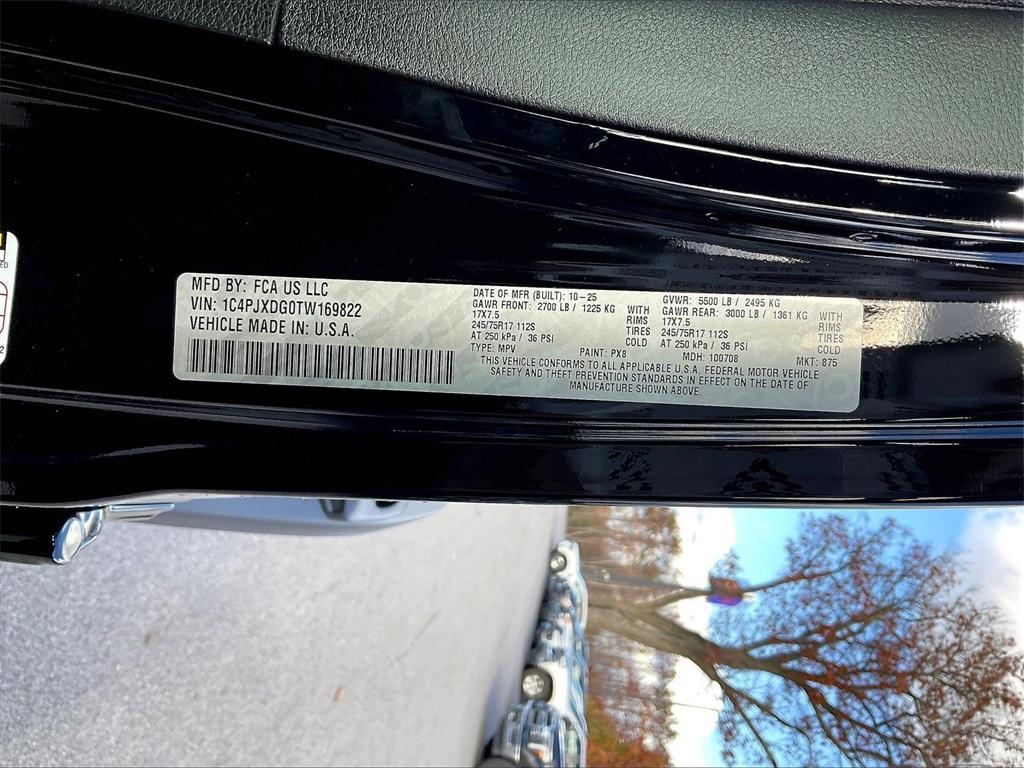 MFD BY: FCA US LLC
VIN: 1C4PJXDG0TW169822
VEHICLE MADE IN: U.S.A.
DATE OF MFR (BUILT): 10-25
GAWR FRONT: 2700 LB / 1225 KG WITH
17X7.5 RIMS
245/75R17 112S TIRES
AT 250 kPa / 36 PSI COLD
GVWR: 5500 LB / 2495 KG
GAWR REAR: 3000 LB / 1361 KG WITH
17X7.5 RIMS
245/75R17 112S TIRES
AT 250 kPa / 36 PSI COLD
TYPE: MPV PAINT: PX8 MDH: 100708 MKT: 875
THIS VEHICLE CONFORMS TO ALL APPLICABLE U.S.A. FEDERAL MOTOR VEHICLE
SAFETY AND THEFT PREVENTION STANDARDS IN EFFECT ON THE DATE OF
MANUFACTURE SHOWN ABOVE.